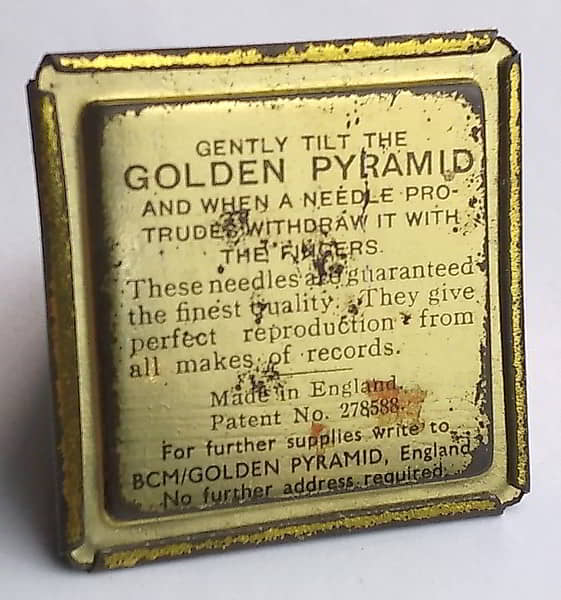 GENTLY TILT THE
GOLDEN PYRAMID
AND WHEN A NEEDLE PRO-
TRUDES WITHDRAW IT WITH
THE FINGERS.
These needles are guaranteed
the finest quality. They give
perfect reproduction from
all makes of records.
Made in England.
Patent No. 278588.
For further supplies write to
BCM/GOLDEN PYRAMID, England
No further address required.